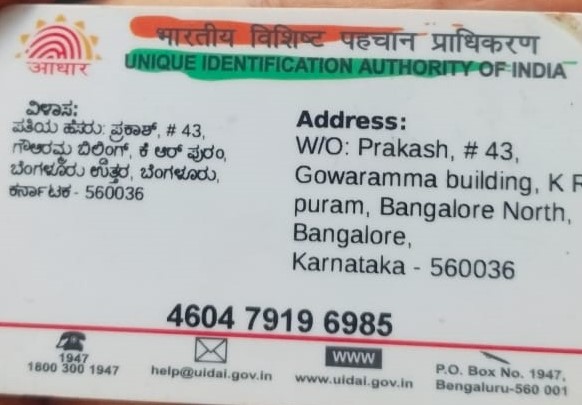 आधार
भारतीय विशिष्ट पहचान प्राधिकरण
UNIQUE IDENTIFICATION AUTHORITY OF INDIA
ವಿಳಾಸ:
ಪತಿಯ ಹೆಸರು: ಪ್ರಕಾಶ್, # 43,
ಗೌರಮ್ಮ ಬಿಲ್ಡಿಂಗ್, ಕೆ ಆರ್ ಪುರಂ,
ಬೆಂಗಳೂರು ಉತ್ತರ, ಬೆಂಗಳೂರು,
ಕರ್ನಾಟಕ - 560036
Address:
W/O: Prakash, # 43,
Gowaramma building, K R
puram, Bangalore North,
Bangalore,
Karnataka - 560036
4604 7919 6985
1947
1800 300 1947
help@uidai.gov.in
WWW
www.uidai.gov.in
P.O. Box No. 1947,
Bengaluru-560 001